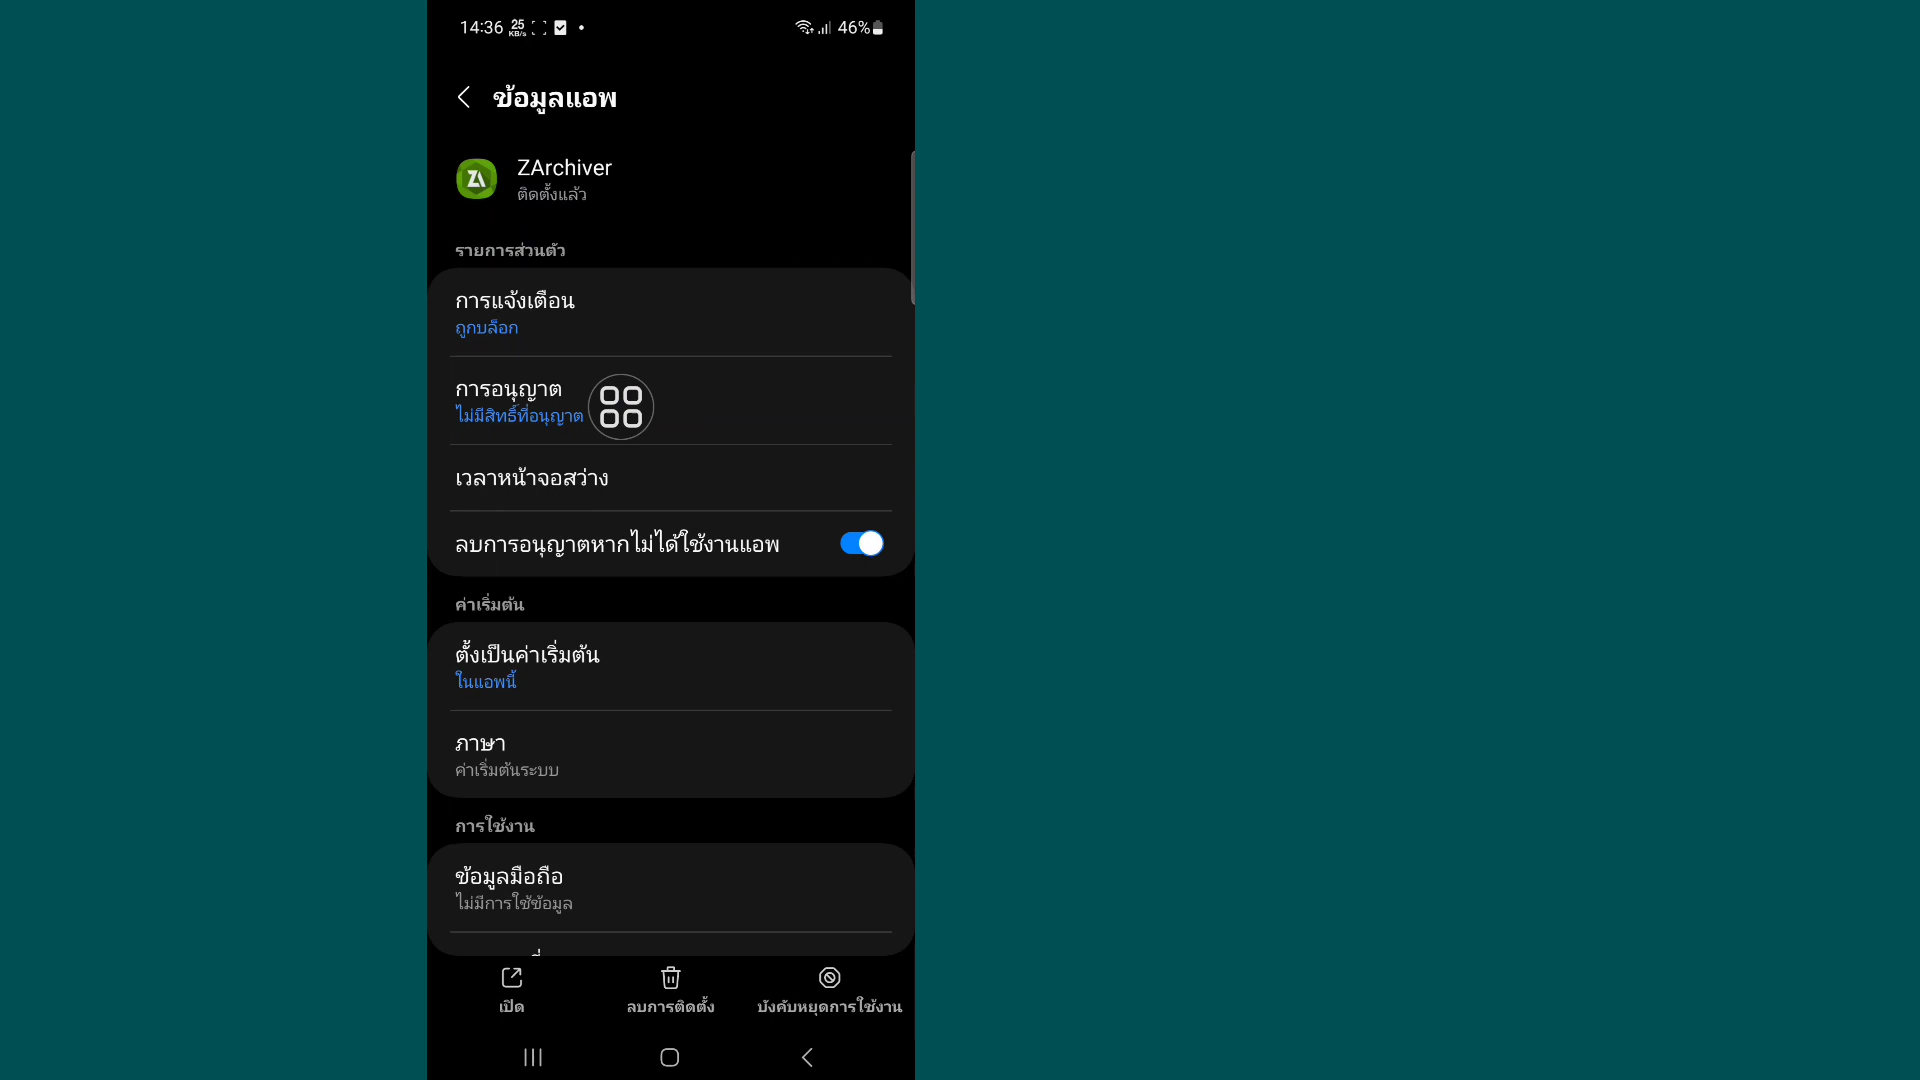 14:36 25 KB/s 46%
ข้อมูลแอพ
ZA
ZArchiver
ติดตั้งแล้ว
รายการส่วนตัว
การแจ้งเตือน
ถูกบล็อก
การอนุญาต
ไม่มีสิทธิ์ที่อนุญาต
เวลาหน้าจอสว่าง
ลบการอนุญาตหากไม่ได้ใช้งานแอพ
ค่าเริ่มต้น
ตั้งเป็นค่าเริ่มต้น
ในแอพนี้
ภาษา
ค่าเริ่มต้นระบบ
การใช้งาน
ข้อมูลมือถือ
ไม่มีการใช้ข้อมูล
เปิด
ลบการติดตั้ง
บังคับหยุดการใช้งาน